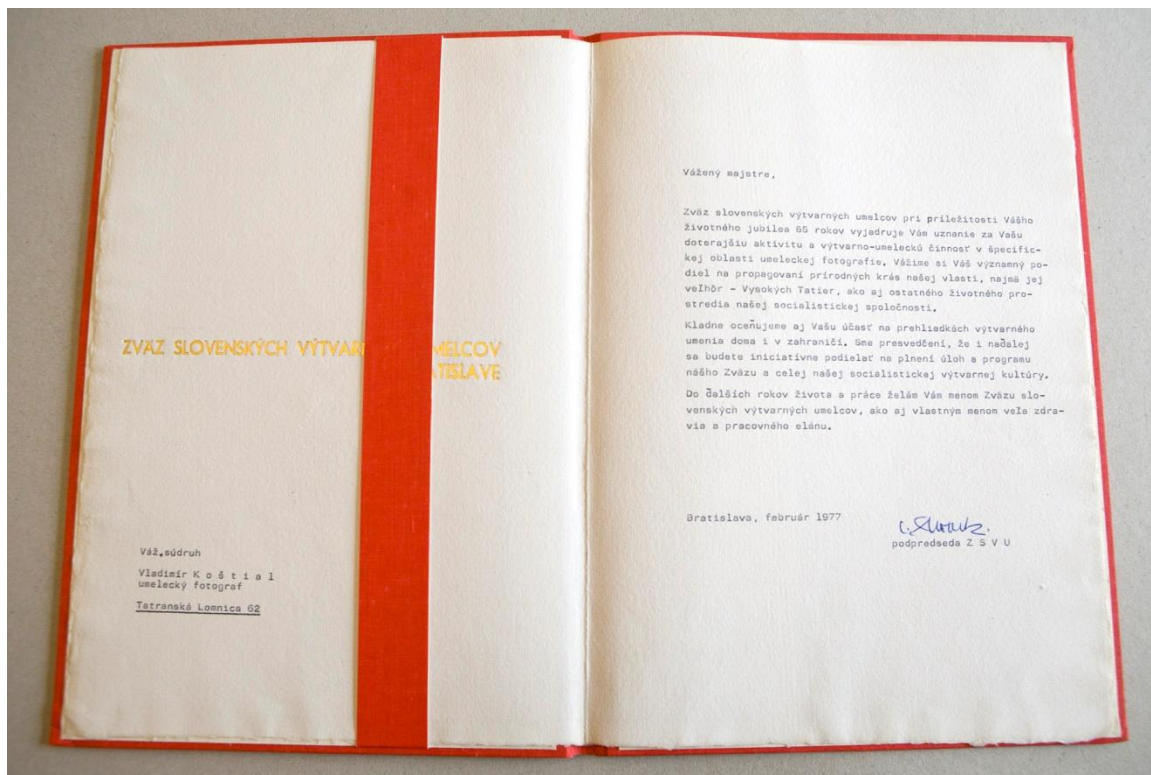 ZVÄZ SLOVENSKÝCH VÝTVAR MELCOV
TISLAVE
Váž.súdruh
Vladimír K o š t i a l
umelecký fotograf
Tatranská Lomnica 62
Vážený majstre,
Zväz slovenských výtvarných umelcov pri príležitosti Vášho
životného jubilea 65 rokov vyjadruje Vám uznanie za Vašu
doterajšiu aktivitu a výtvarno-umeleckú činnosť v špecific-
kej oblasti umeleckej fotografie. Vážime si Váš významný po-
diel na propagovaní prírodných krás našej vlasti, najmä jej
veľhôr - Vysokých Tatier, ako aj ostatného životného pro-
stredia našej socialistickej spoločnosti.
Kladne oceňujeme aj Vašu účasť na prehliadkách výtvarného
umenia doma i v zahraničí. Sme presvedčení, že i naďalej
sa budete iniciatívne podielať na plnení úloh a programu
nášho Zväzu a celej našej socialistickej výtvarnej kultúry.
Do ďalších rokov života a práce želám Vám menom Zväzu slo-
venských výtvarných umelcov, ako aj vlastným menom veľa zdra-
via a pracovného elánu.
Bratislava, február 1977
podpredseda Z S V U